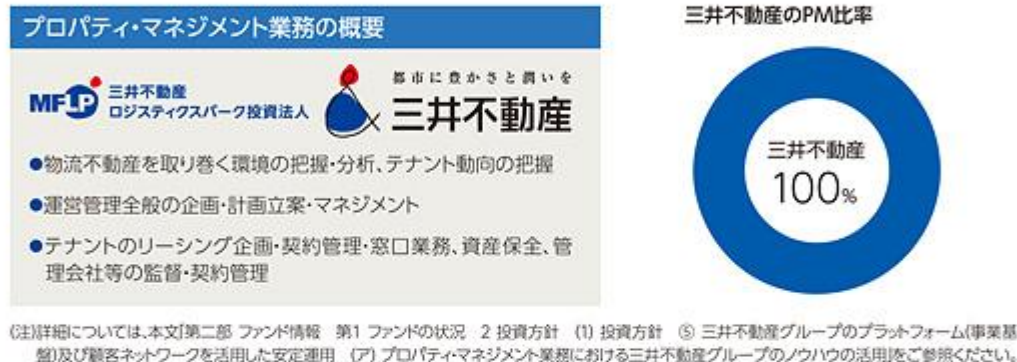 プロパティ・マネジメント業務の概要
MFLP 三井不動産
ロジスティクスパーク投資法人
都市に豊かさと潤いを
三井不動産
●物流不動産を取り巻く環境の把握・分析、テナント動向の把握
●運営管理全般の企画・計画立案・マネジメント
●テナントのリーシング企画・契約管理・窓口業務、資産保全、管
理会社等の監督・契約管理
三井不動産のPM比率
三井不動産
100%
(注)詳細については、本文「第二部 ファンド情報 第1 ファンドの状況 2 投資方針 (1) 投資方針 ⑤ 三井不動産グループのプラットフォーム(事業基
盤)及び顧客ネットワークを活用した安定運用 (ア) プロパティ・マネジメント業務における三井不動産グループのノウハウの活用」をご参照ください。